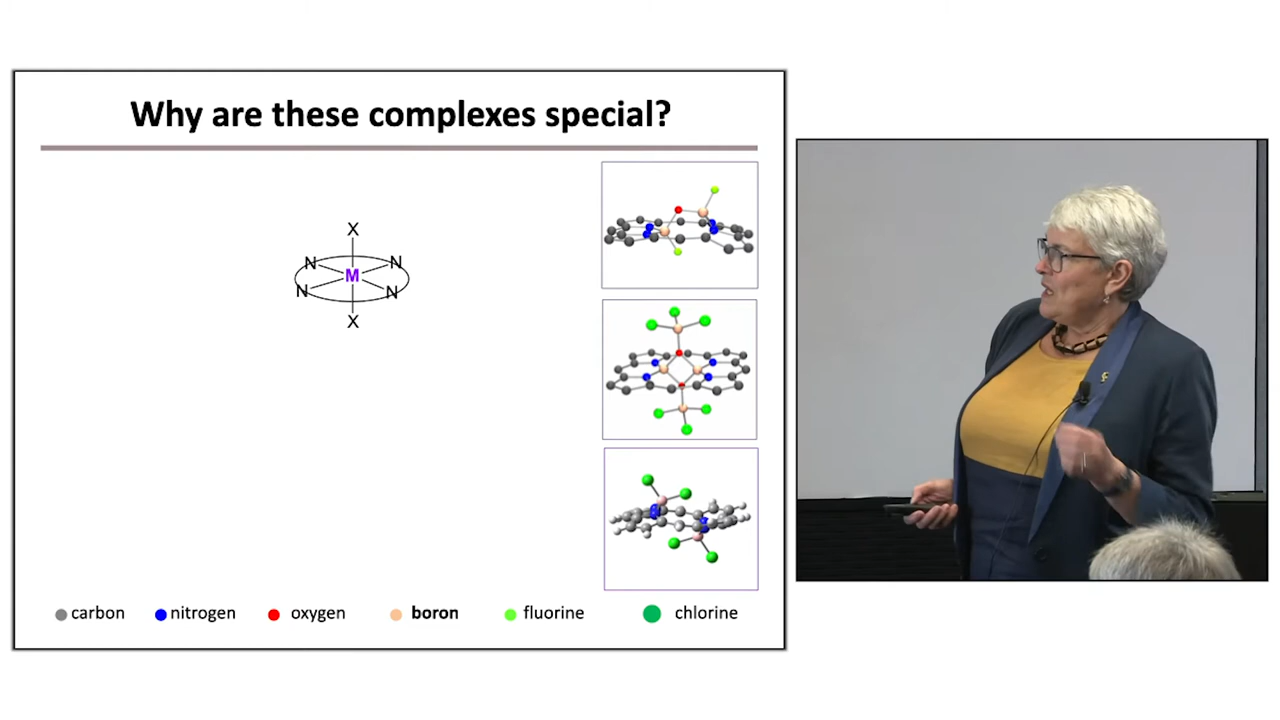 Why are these complexes special?
X
N N
M
N N
X
carbon nitrogen oxygen boron fluorine chlorine